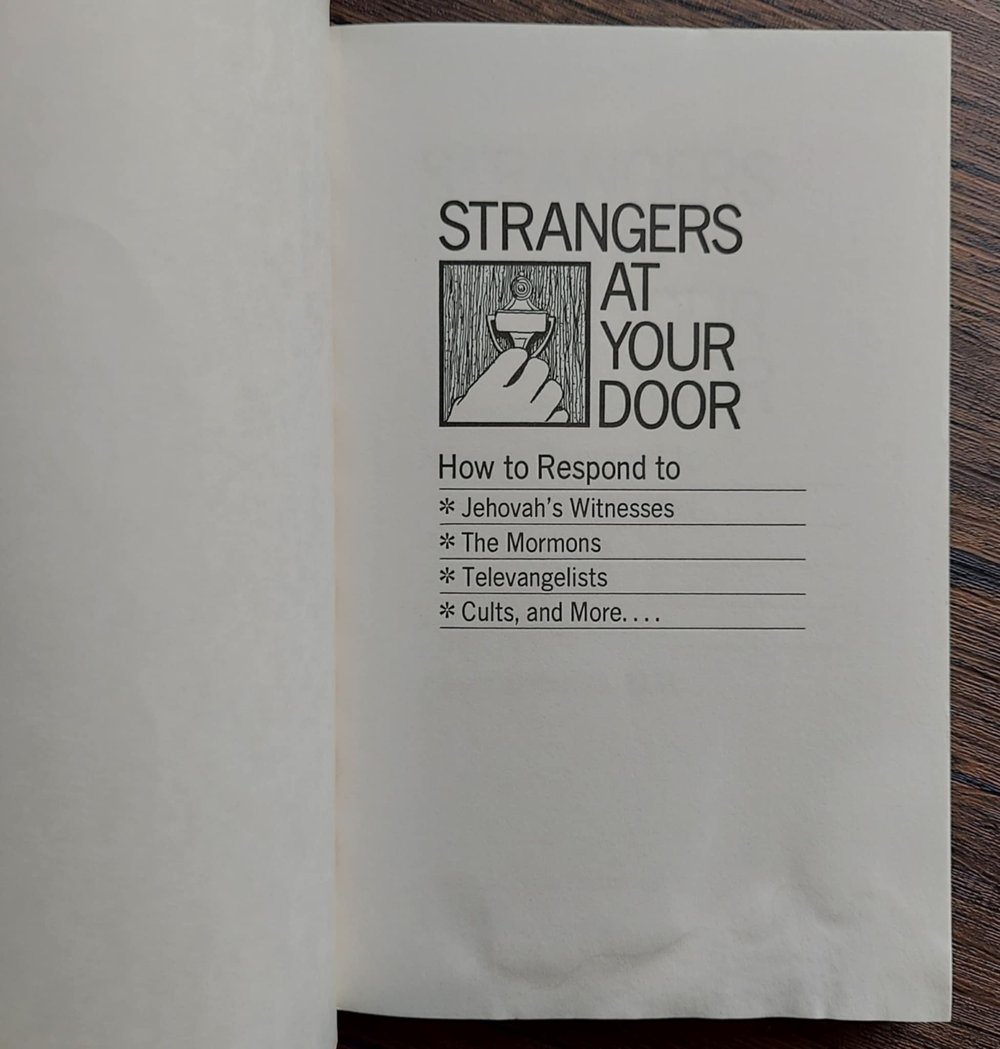 STRANGERS
AT
YOUR
DOOR
How to Respond to
* Jehovah's Witnesses
* The Mormons
* Televangelists
* Cults, and More. . . .